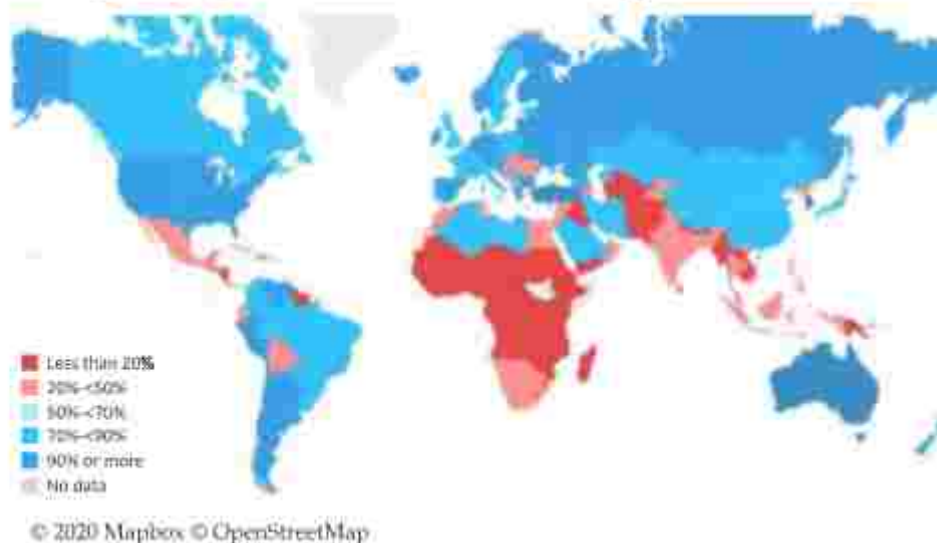 Less than 20%
20%-<50%
50%-<70%
70%-<90%
90% or more
No data
© 2020 Mapbox © OpenStreetMap